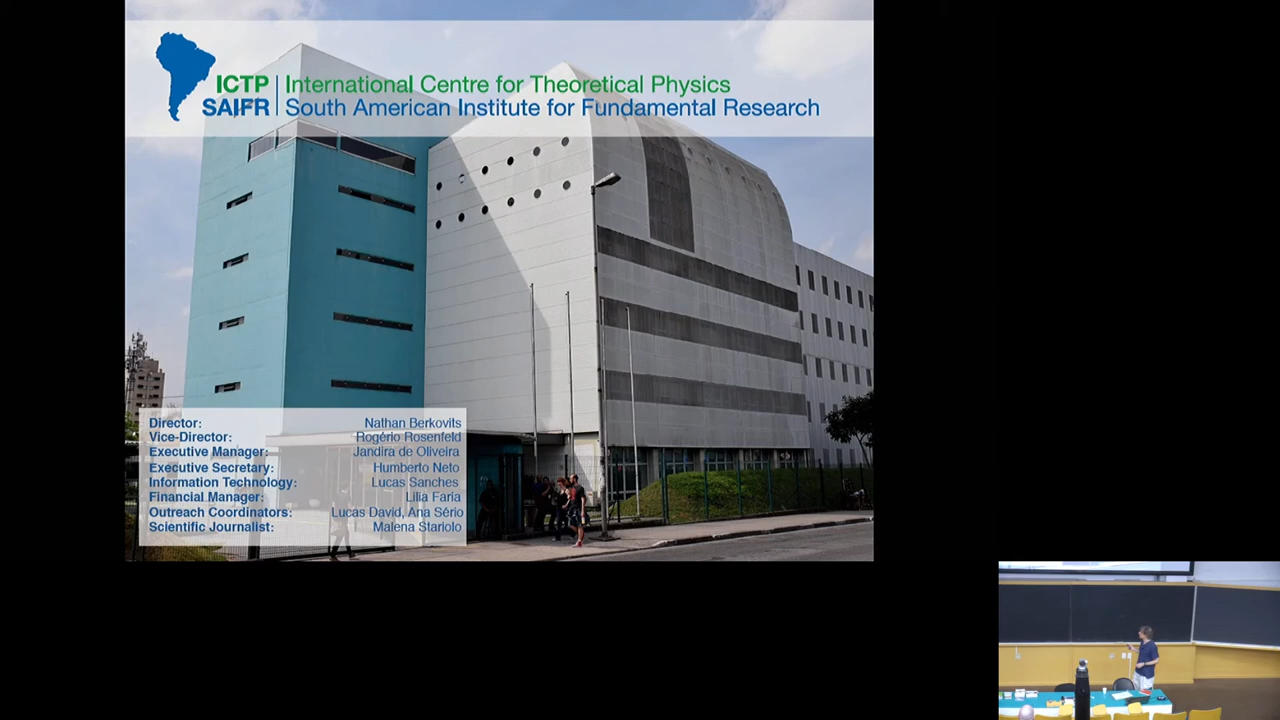 ICTP
SAIFR
International Centre for Theoretical Physics
South American Institute for Fundamental Research
Director: Nathan Berkovits
Vice-Director: Rogério Rosenfeld
Executive Manager: Jandira de Oliveira
Executive Secretary: Humberto Neto
Information Technology: Lucas Sanches
Financial Manager: Lilia Faria
Outreach Coordinators: Lucas David, Ana Sério
Scientific Journalist: Malena Stariolo